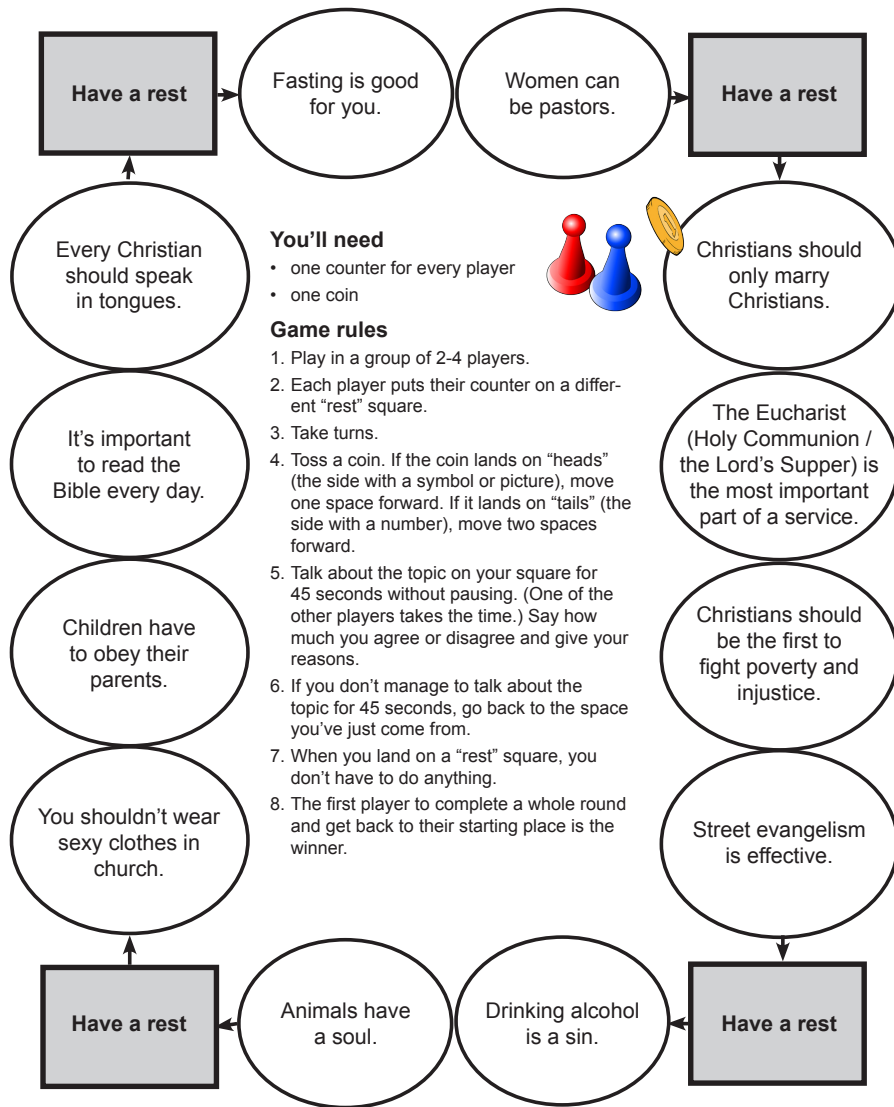 Have a rest
Fasting is good
for you.
Women can
be pastors.
Have a rest
Every Christian
should speak
in tongues.
It's important
to read the
Bible every day.
Children have
to obey their
parents.
You shouldn't wear
sexy clothes in
church.
You'll need
• one counter for every player
• one coin
Game rules
1. Play in a group of 2-4 players.
2. Each player puts their counter on a differ-
ent “rest” square.
3. Take turns.
4. Toss a coin. If the coin lands on “heads”
(the side with a symbol or picture), move
one space forward. If it lands on “tails” (the
side with a number), move two spaces
forward.
5. Talk about the topic on your square for
45 seconds without pausing. (One of the
other players takes the time.) Say how
much you agree or disagree and give your
reasons.
6. If you don't manage to talk about the
topic for 45 seconds, go back to the space
you've just come from.
7. When you land on a “rest” square, you
don't have to do anything.
8. The first player to complete a whole round
and get back to their starting place is the
winner.
Christians should
only marry
Christians.
The Eucharist
(Holy Communion /
the Lord's Supper) is
the most important
part of a service.
Christians should
be the first to
fight poverty and
injustice.
Street evangelism
is effective.
Have a rest
Animals have
a soul.
Drinking alcohol
is a sin.
Have a rest